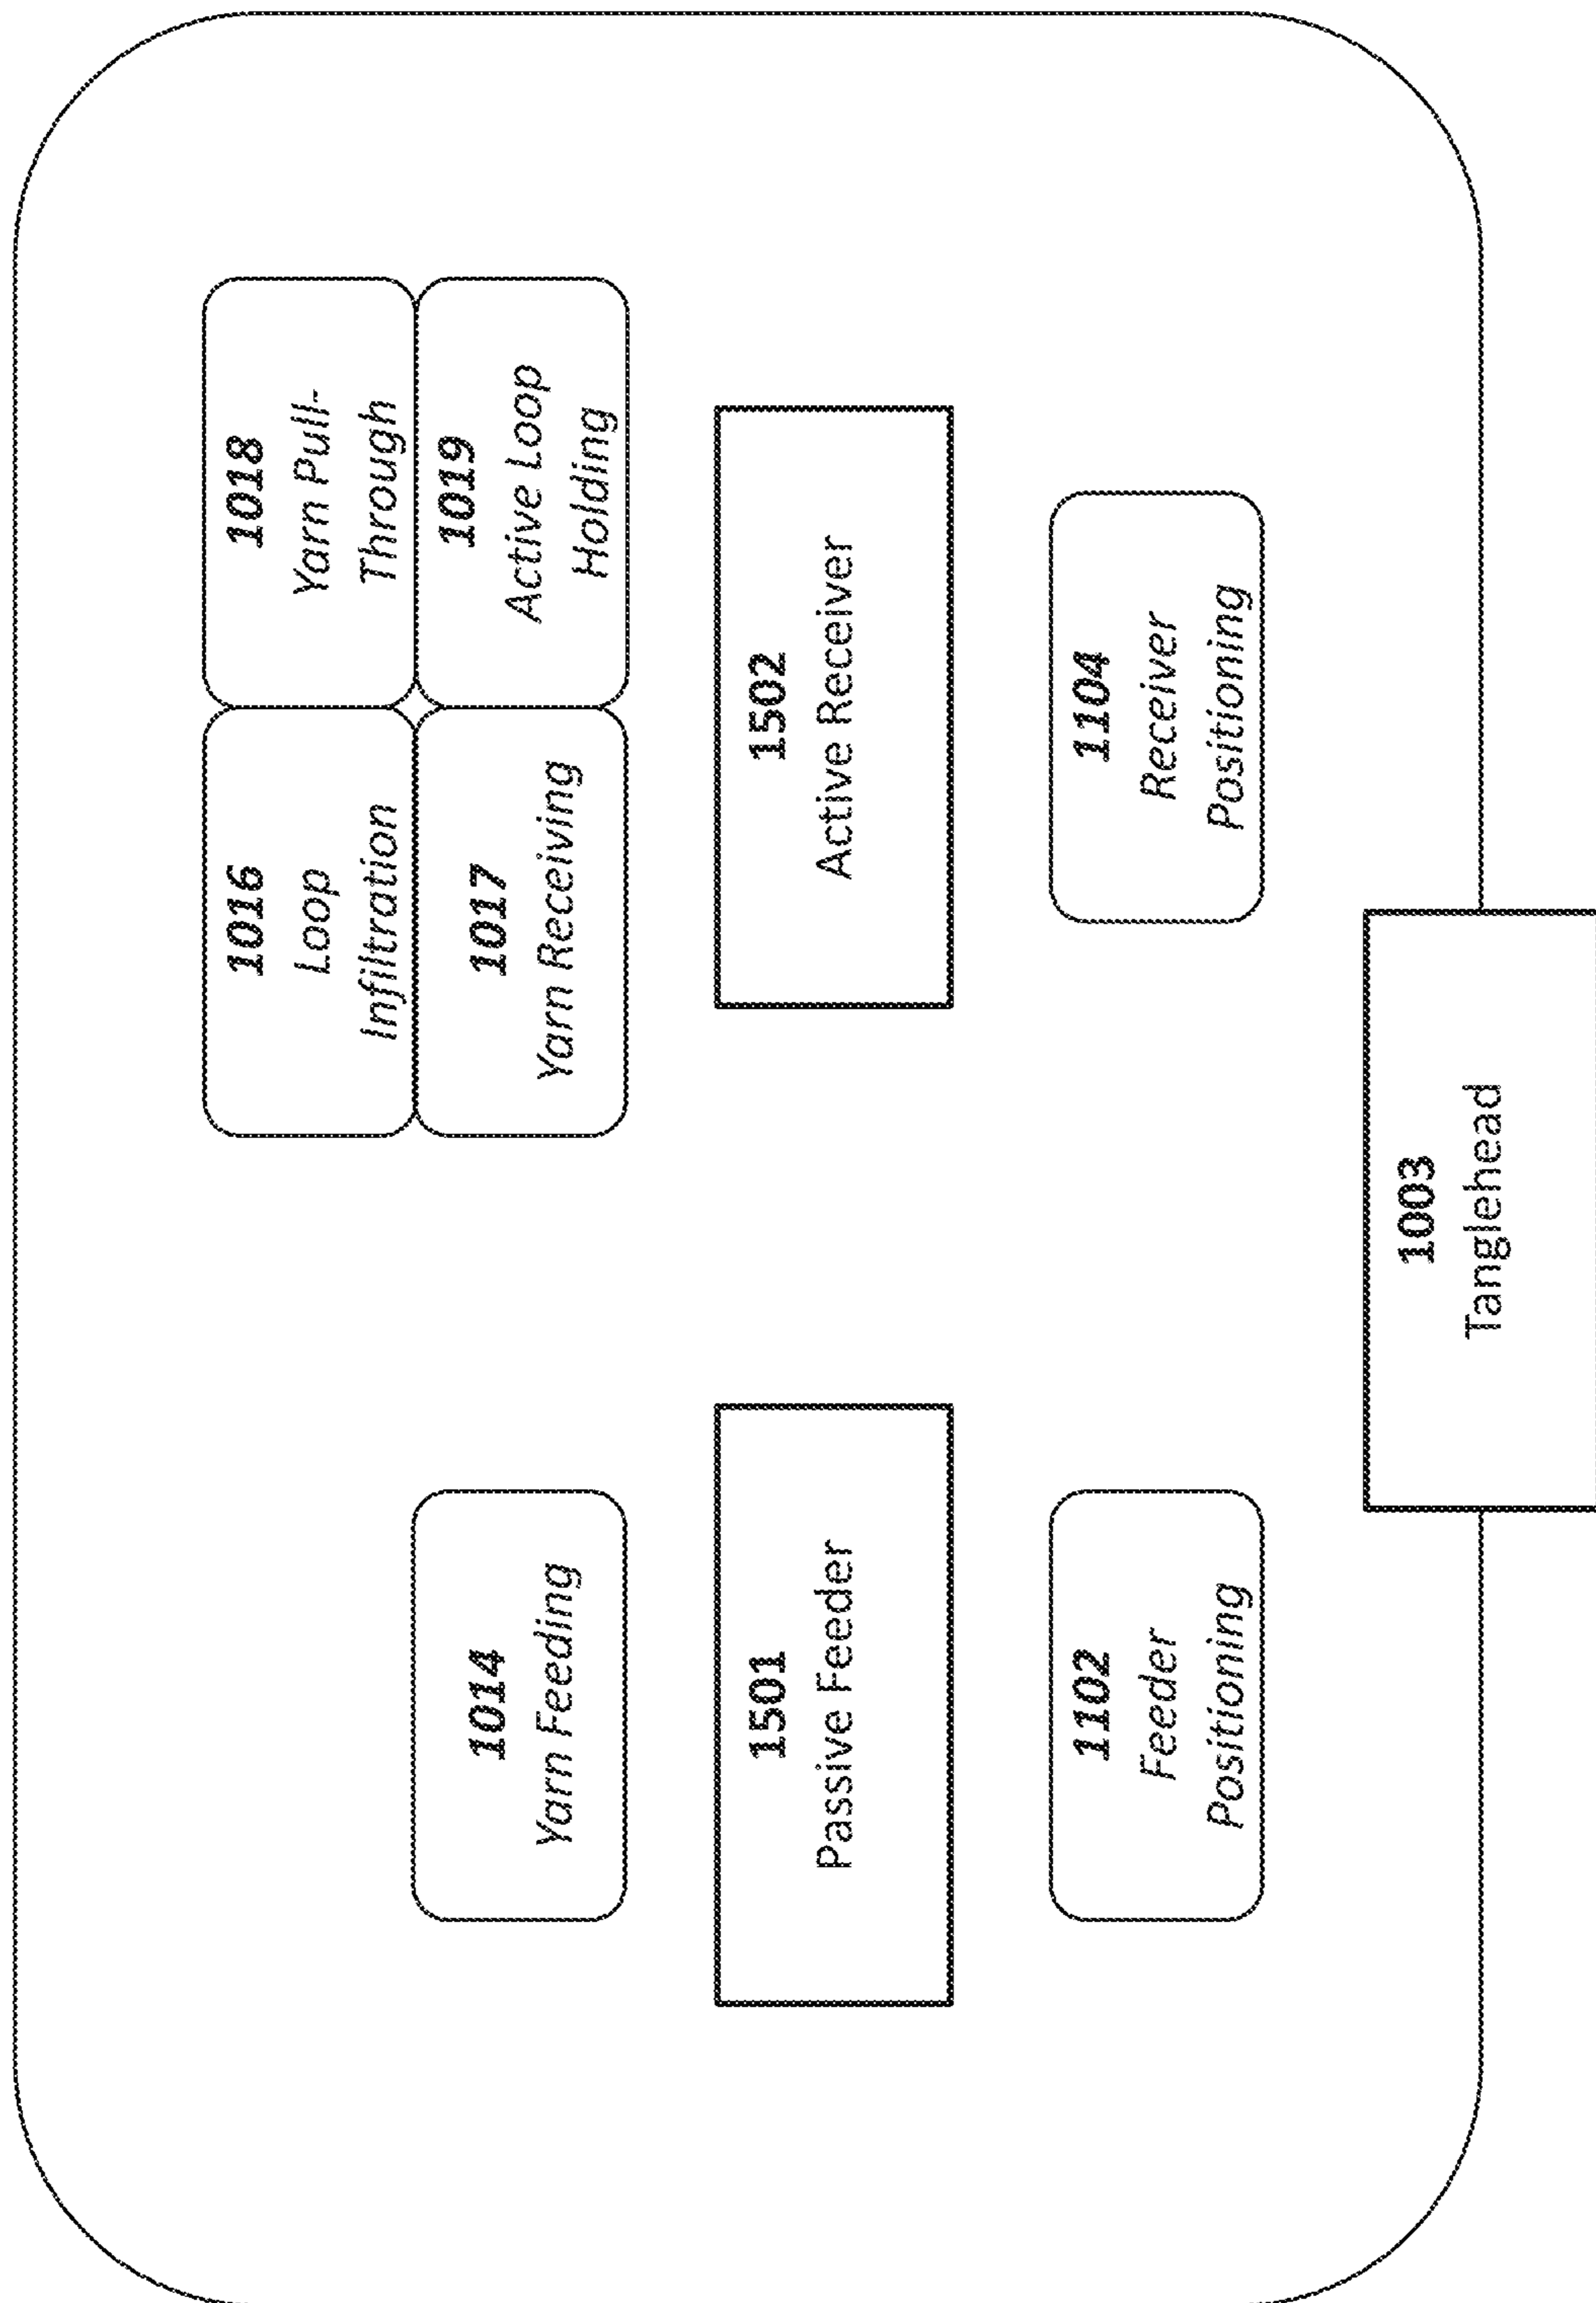 1016
Loop
Infiltration
1018
Yarn Pull-
Through
1014
Yarn Feeding
1017
Yarn Receiving
1019
Active Loop
Holding
1501
Passive Feeder
1502
Active Receiver
1102
Feeder
Positioning
1104
Receiver
Positioning
1003
Tanglehead